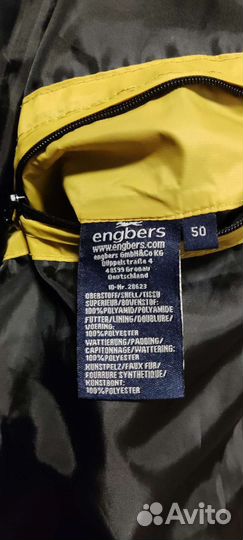 engbers
www.engbers.com
engbers GmbH&Co KG
Düppelstraße 4
48599 Gronau
Deutschland
ID-Nr. 28623
OBERSTOFF/SHELL/TISSU
SUPERIEUR/BOVENSTOF:
100%POLYAMID/POLYAMIDE
FUTTER/LINING/DOUBLURE/
VOERING:
100%POLYESTER
WATTIERUNG/PADDING/
CAPITONNAGE/WATTERING:
100%POLYESTER
KUNSTPELZ/FAUX FUR/
FOURRURE SYNTHETIQUE/
KUNSTBONT:
100%POLYESTER
50
Avito